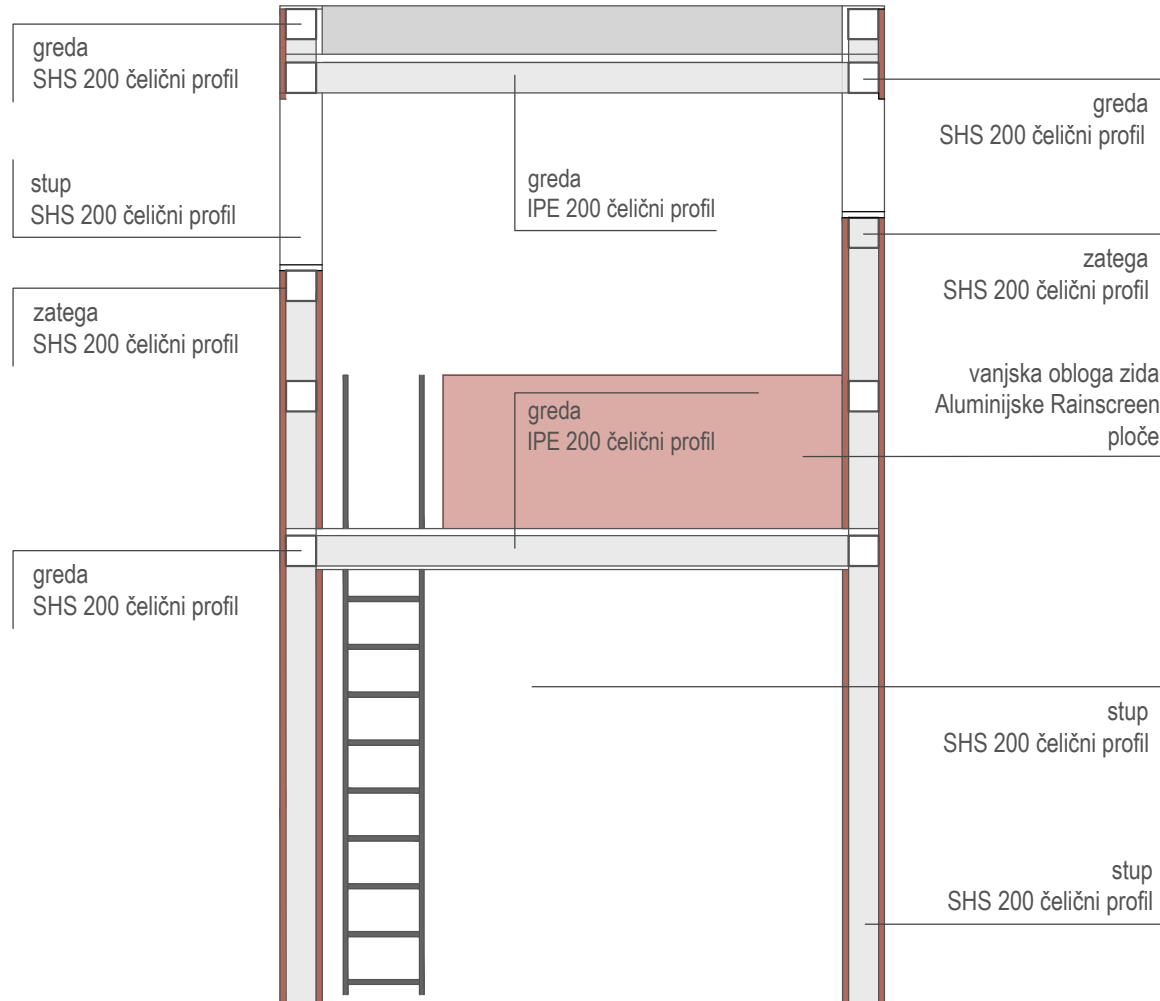 greda
SHS 200 čelični profil
greda
SHS 200 čelični profil
stup
SHS 200 čelični profil
greda
IPE 200 čelični profil
zatega
SHS 200 čelični profil
zatega
SHS 200 čelični profil
vanjska obloga zida
Aluminijske Rainscreen
ploče
greda
IPE 200 čelični profil
greda
SHS 200 čelični profil
stup
SHS 200 čelični profil
stup
SHS 200 čelični profil